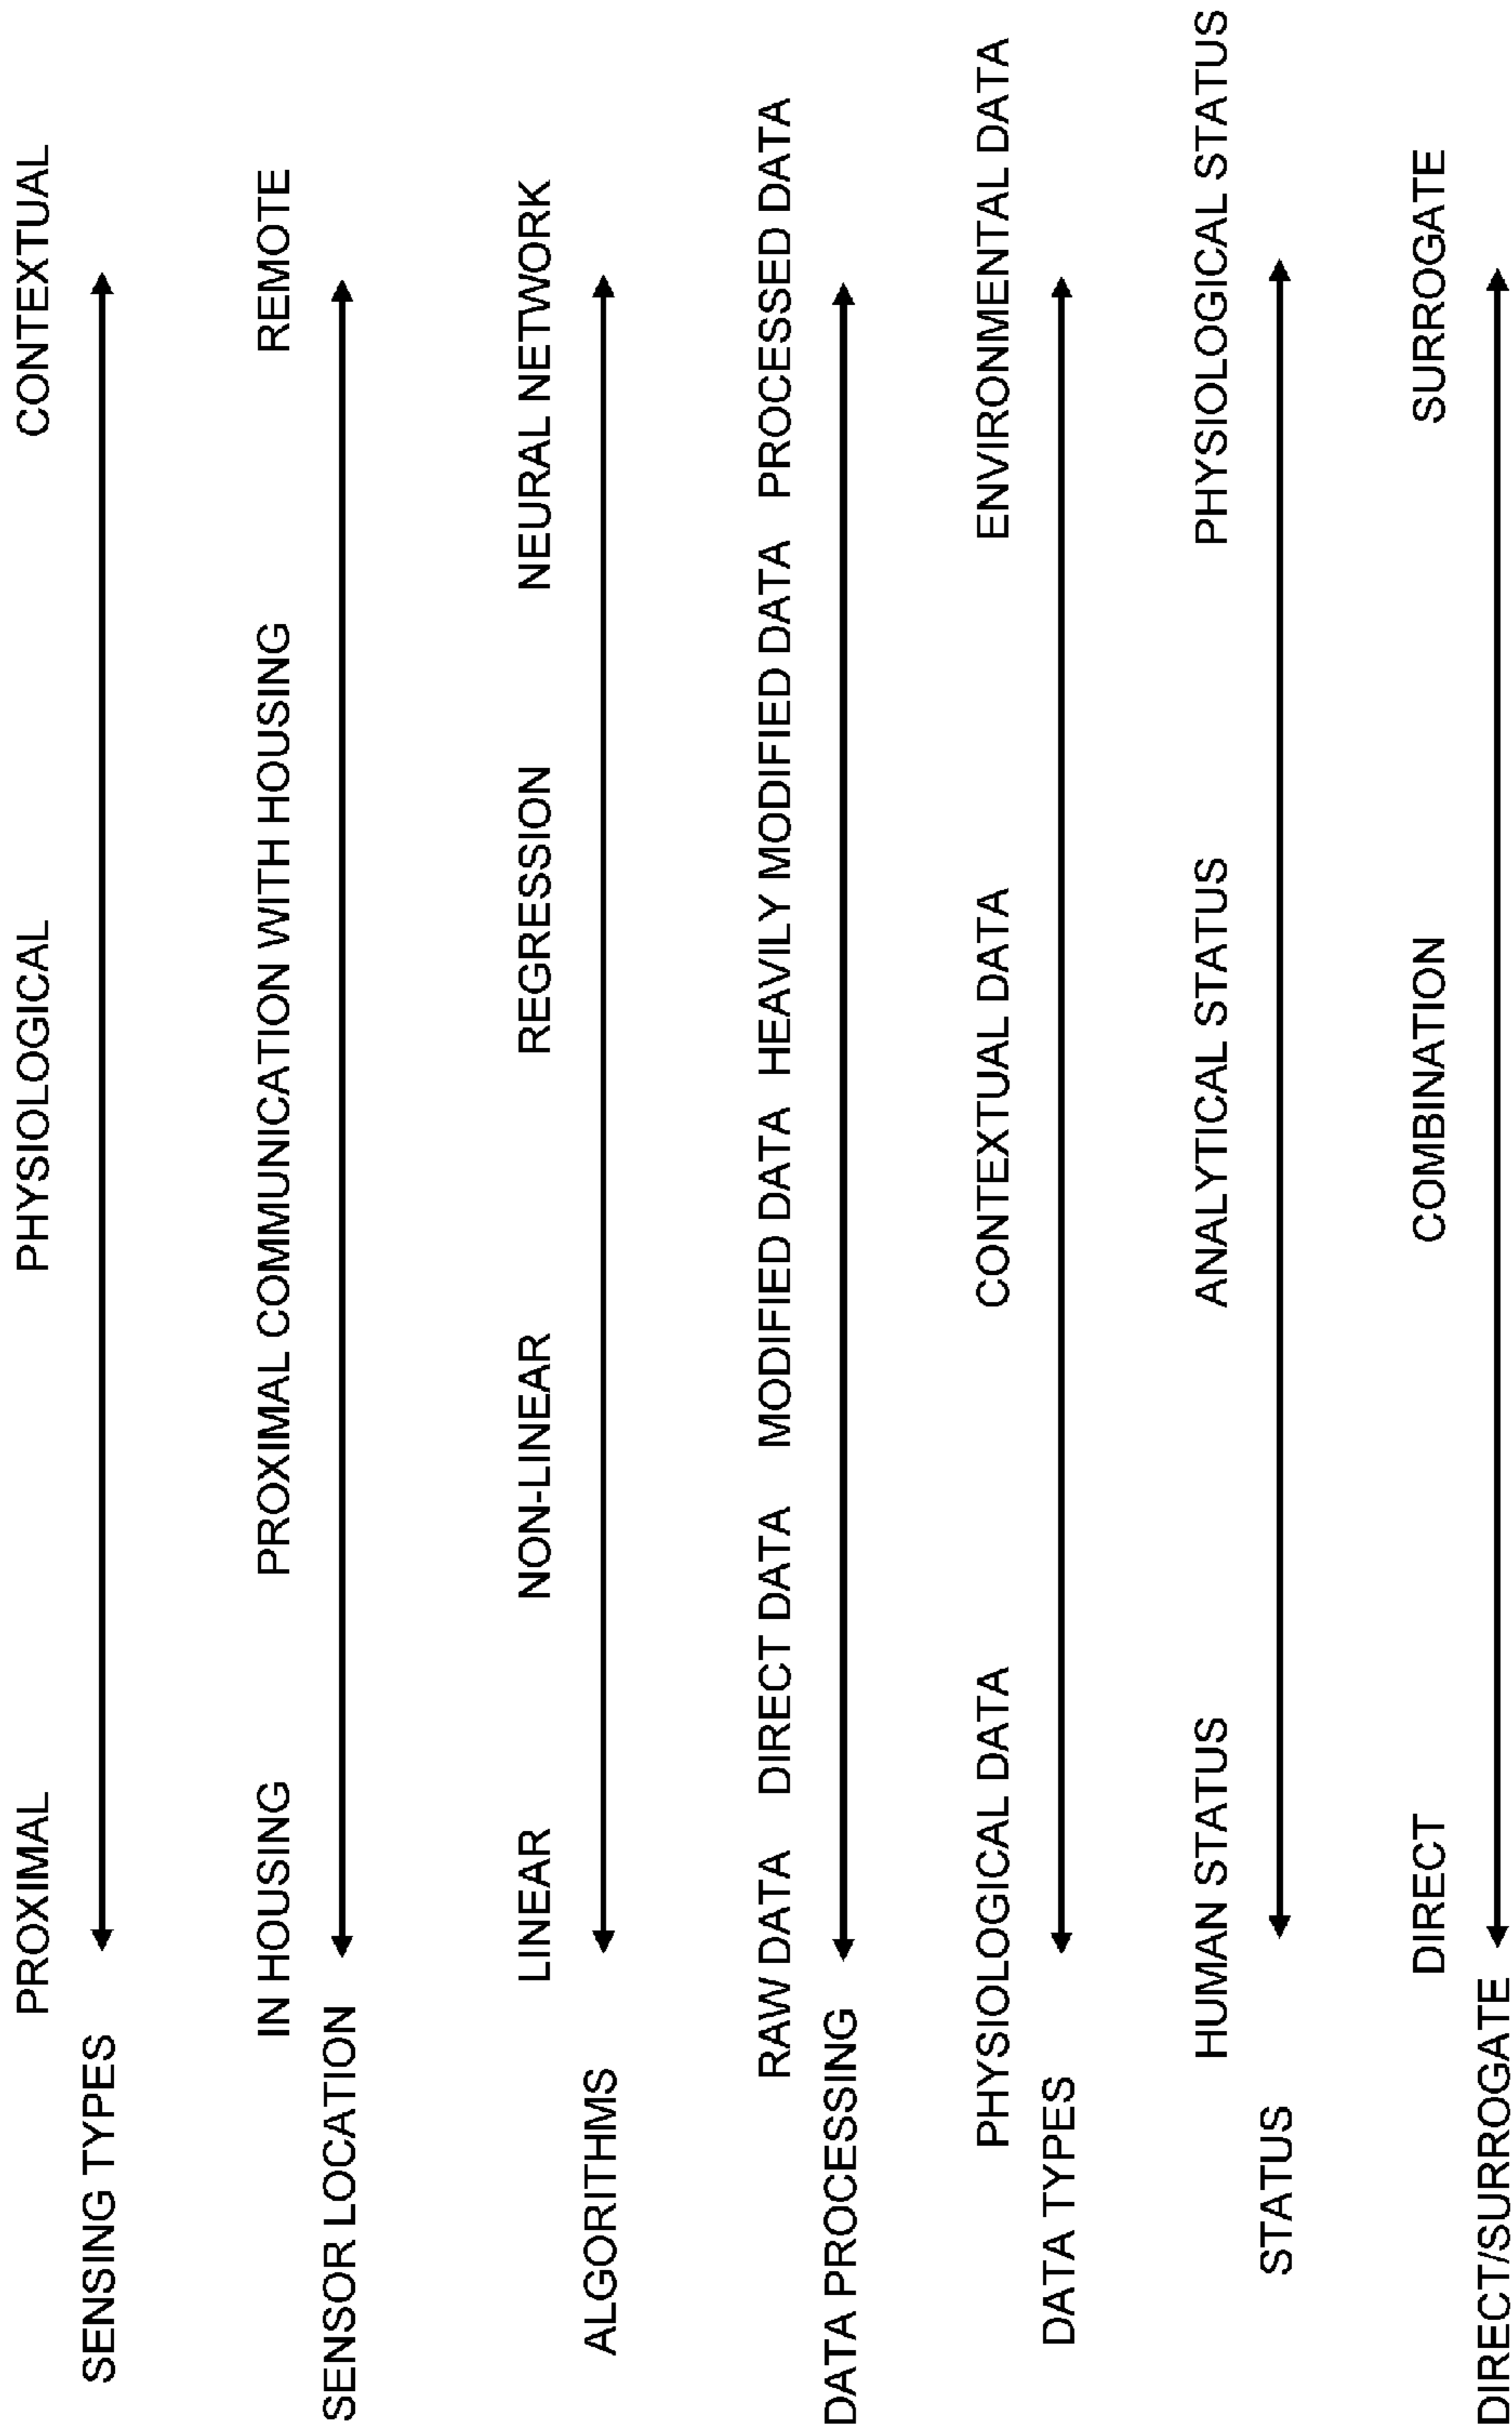 PROXIMAL PHYSIOLOGICAL CONTEXTUAL
SENSING TYPES
IN HOUSING PROXIMAL COMMUNICATION WITH HOUSING REMOTE
SENSOR LOCATION
LINEAR NON-LINEAR REGRESSION NEURAL NETWORK
ALGORITHMS
RAW DATA DIRECT DATA MODIFIED DATA HEAVILY MODIFIED DATA PROCESSED DATA
DATA PROCESSING
PHYSIOLOGICAL DATA CONTEXTUAL DATA ENVIRONMENTAL DATA
DATA TYPES
HUMAN STATUS ANALYTICAL STATUS PHYSIOLOGICAL STATUS
STATUS
DIRECT COMBINATION SURROGATE
DIRECT/SURROGATE